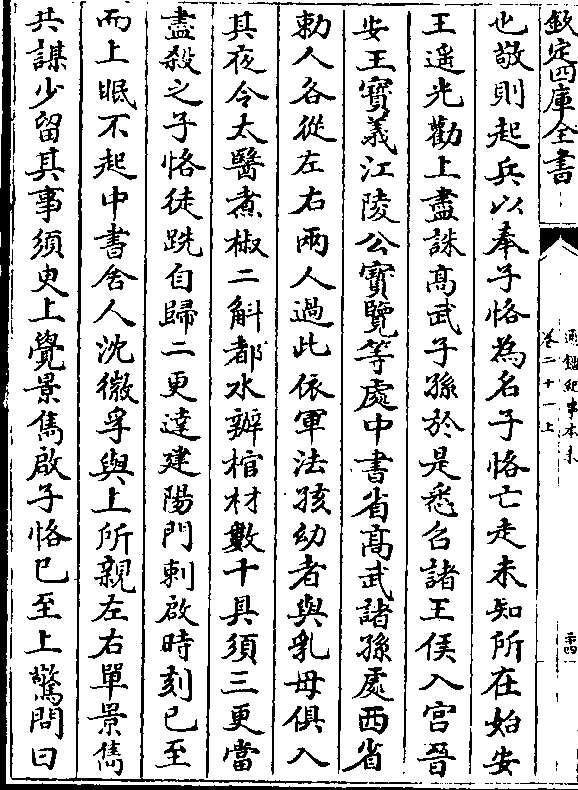 欽定四庫全書
通鑑紀事本末
卷二十一上
也敬則起兵以奉子恪為名子恪亡走未知所在始安
王遥光勸上盡誅髙武子孫於是悉召諸王侯入宫晉
安王寳義江陵公寳覽等處中書省髙武諸孫處西省
勅人各從左右兩人過此依軍法孩幼者與乳母俱入
其夜令太醫煮椒二斛都水辦棺材數十具須三更當
盡殺之子恪徒跣自歸二更達建陽門刺啟時刻已至
而上眠不起中書舍人沈徽孚與上所親左右單景雋
共謀少留其事須臾上覺景雋啟子恪已至上驚問曰